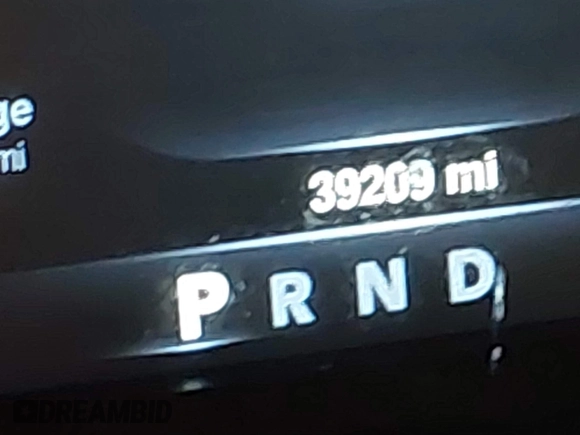 ge
mi
39209 mi
P R N D
DREAMBID